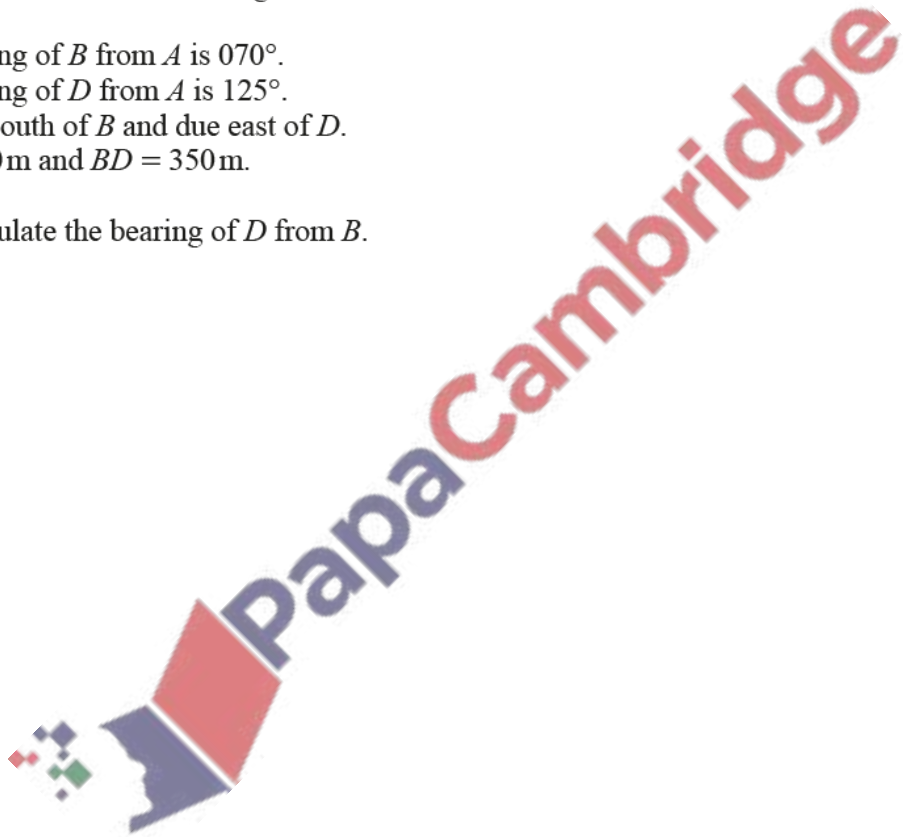 ng of B from A is 070°.
ng of D from A is 125°.
outh of B and due east of D.
m and BD = 350 m.
ulate the bearing of D from B.
PapaCambridge